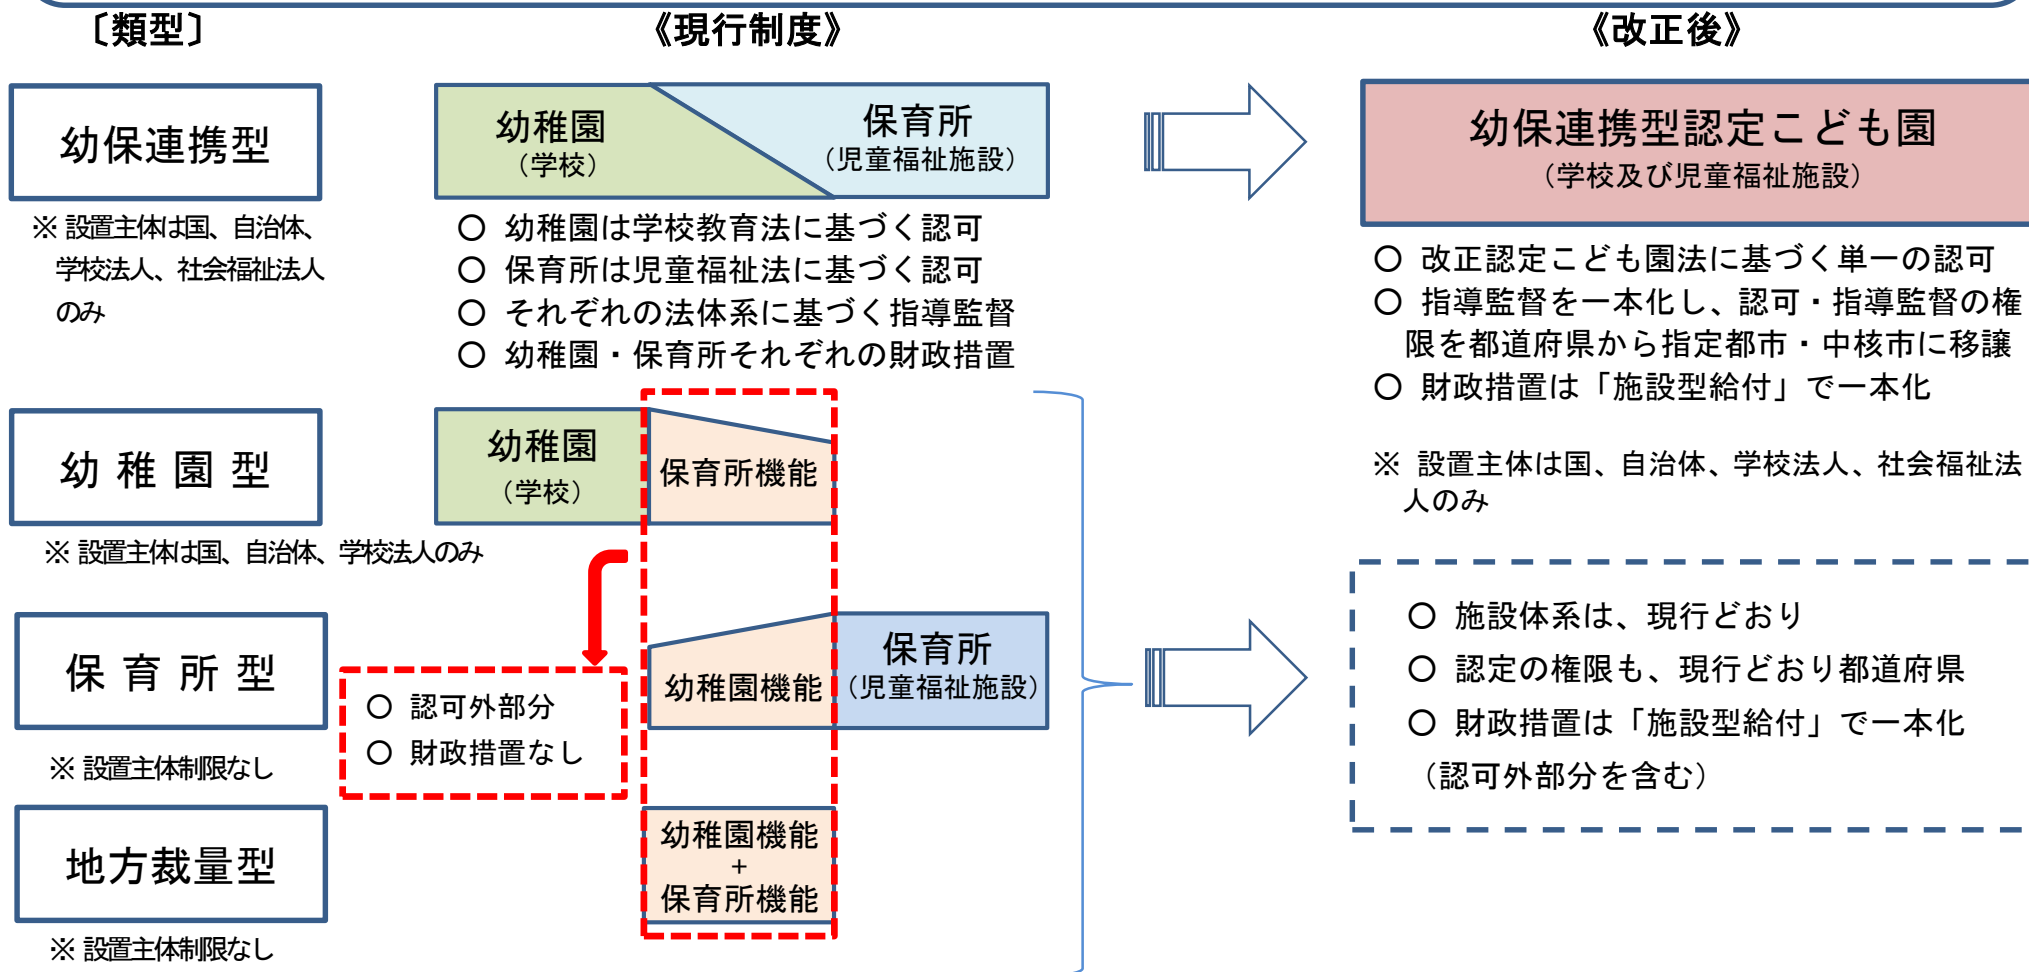 〔類型〕
《現行制度》
《改正後》
幼保連携型
※ 設置主体は国、自治体、
学校法人、社会福祉法人
のみ
幼稚園
（学校）
保育所
（児童福祉施設）
○ 幼稚園は学校教育法に基づく認可
○ 保育所は児童福祉法に基づく認可
○ それぞれの法体系に基づく指導監督
○ 幼稚園・保育所それぞれの財政措置
幼保連携型認定こども園
（学校及び児童福祉施設）
○ 改正認定こども園法に基づく単一の認可
○ 指導監督を一本化し、認可・指導監督の権
限を都道府県から指定都市・中核市に移譲
○ 財政措置は「施設型給付」で一本化
※ 設置主体は国、自治体、学校法人、社会福祉法
人のみ
幼稚園型
※ 設置主体は国、自治体、学校法人のみ
幼稚園
（学校）
保育所機能
保育所型
※ 設置主体制限なし
○ 認可外部分
○ 財政措置なし
幼稚園機能
保育所
（児童福祉施設）
地方裁量型
※ 設置主体制限なし
幼稚園機能
+
保育所機能
○ 施設体系は、現行どおり
○ 認定の権限も、現行どおり都道府県
○ 財政措置は「施設型給付」で一本化
（認可外部分を含む）